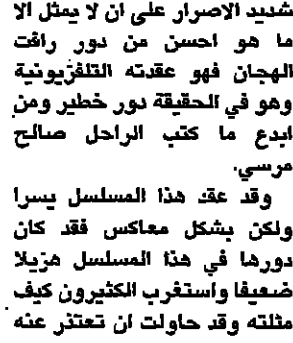 شديد الاصرار على ان لا يمثل الا
ما هو احسن من دور رافت
الهجان فهو عقدته التلفزيونية
وهو في الحقيقة دور خطير ومن
ابدع ما كتب الراحل صالح
مرسي.
وقد عقد هذا المسلسل يسرا
ولكن بشكل معاكس فقد كان
دورها في هذا المسلسل هزيلا
ضعيفا واستغرب الكثيرون كيف
مثلته وقد حاولت ان تعتذر عنه